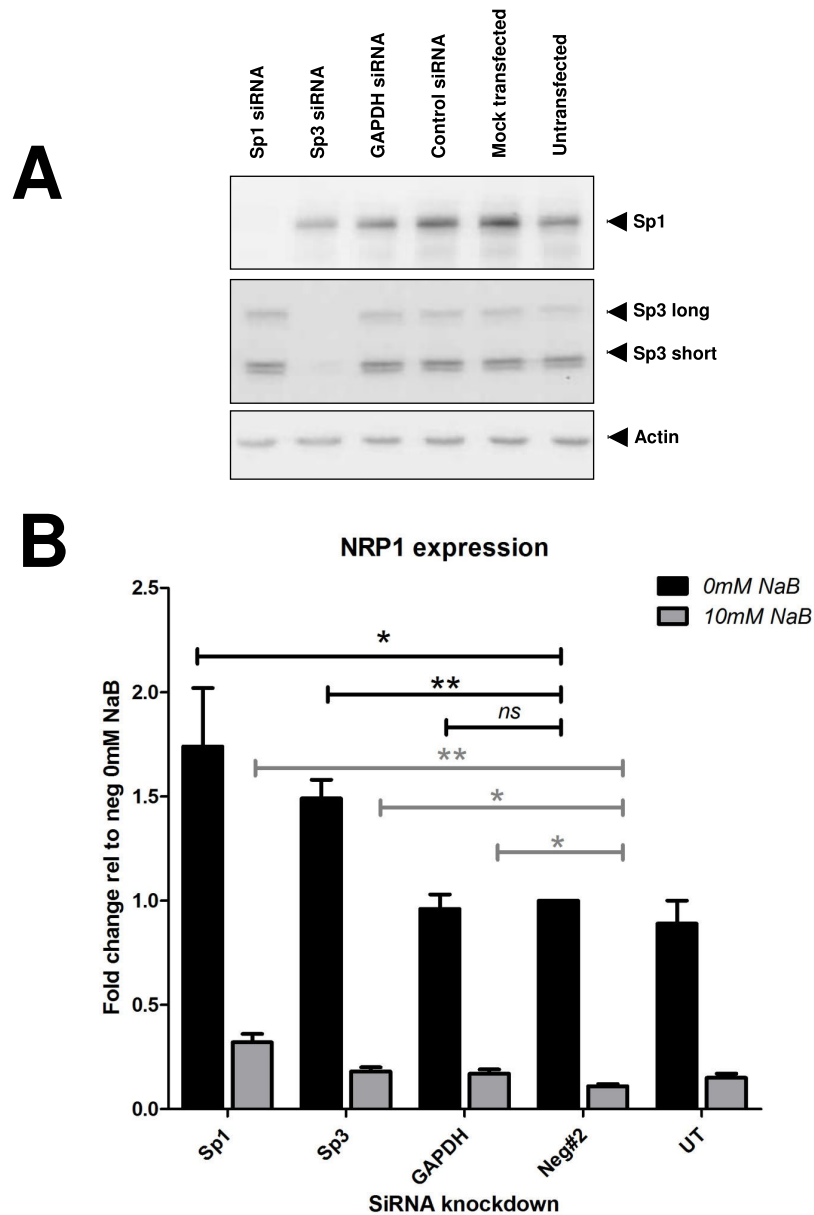 A
Sp1 siRNA
Sp3 siRNA
GAPDH siRNA
Control siRNA
Mock transfected
Untransfected
Sp1
Sp3 long
Sp3 short
Actin
B
NRP1 expression
0mM NaB
10mM NaB
Fold change rel to neg 0mM NaB
2.5
2.0
1.5
1.0
0.5
0.0
*
**
ns
**
*
*
Sp1
Sp3
GAPDH
Neg#2
UT
SiRNA knockdown